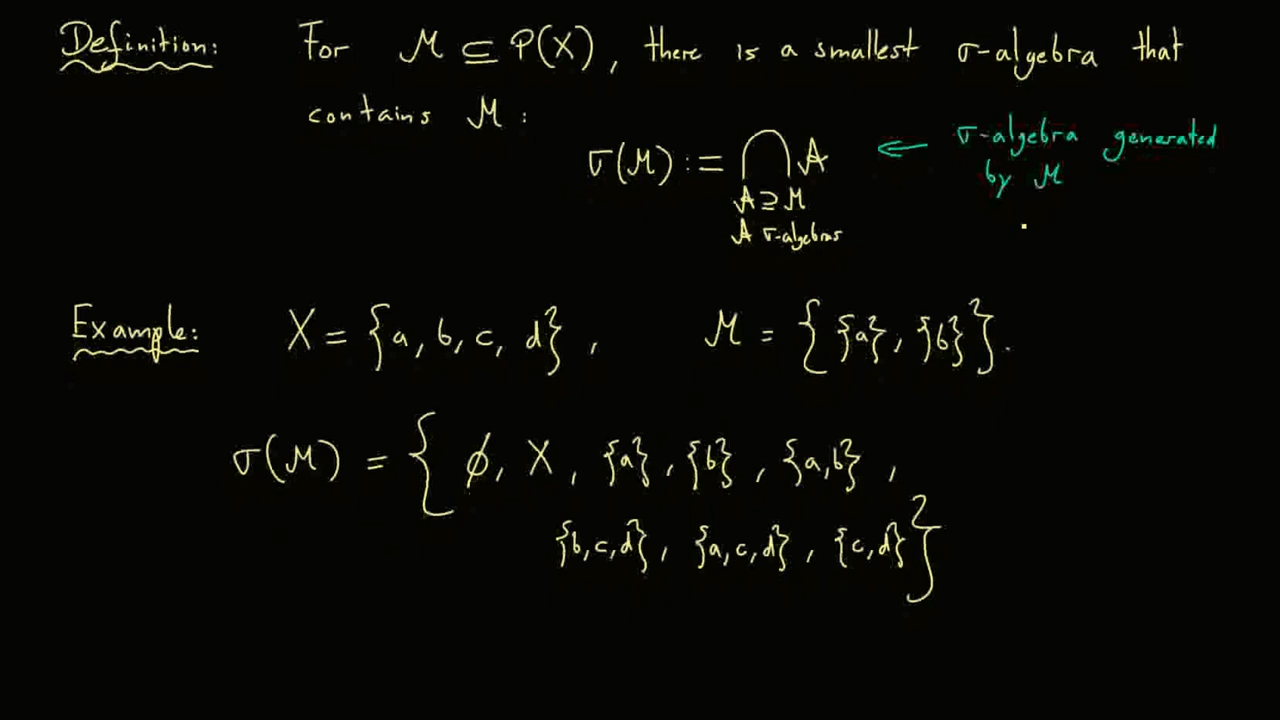 Definition: For M ⊆ P(X), there is a smallest σ-algebra that
contains M:
σ(M) := ⋂ A ⇐ σ-algebra generated
by M
A ⊇ M
A σ-algebras
Example: X = {a, b, c, d}, M = {{a}, {b}}.
σ(M) = {ϕ, X, {a}, {b}, {a,b},
{b,c,d}, {a,c,d}, {c,d}}